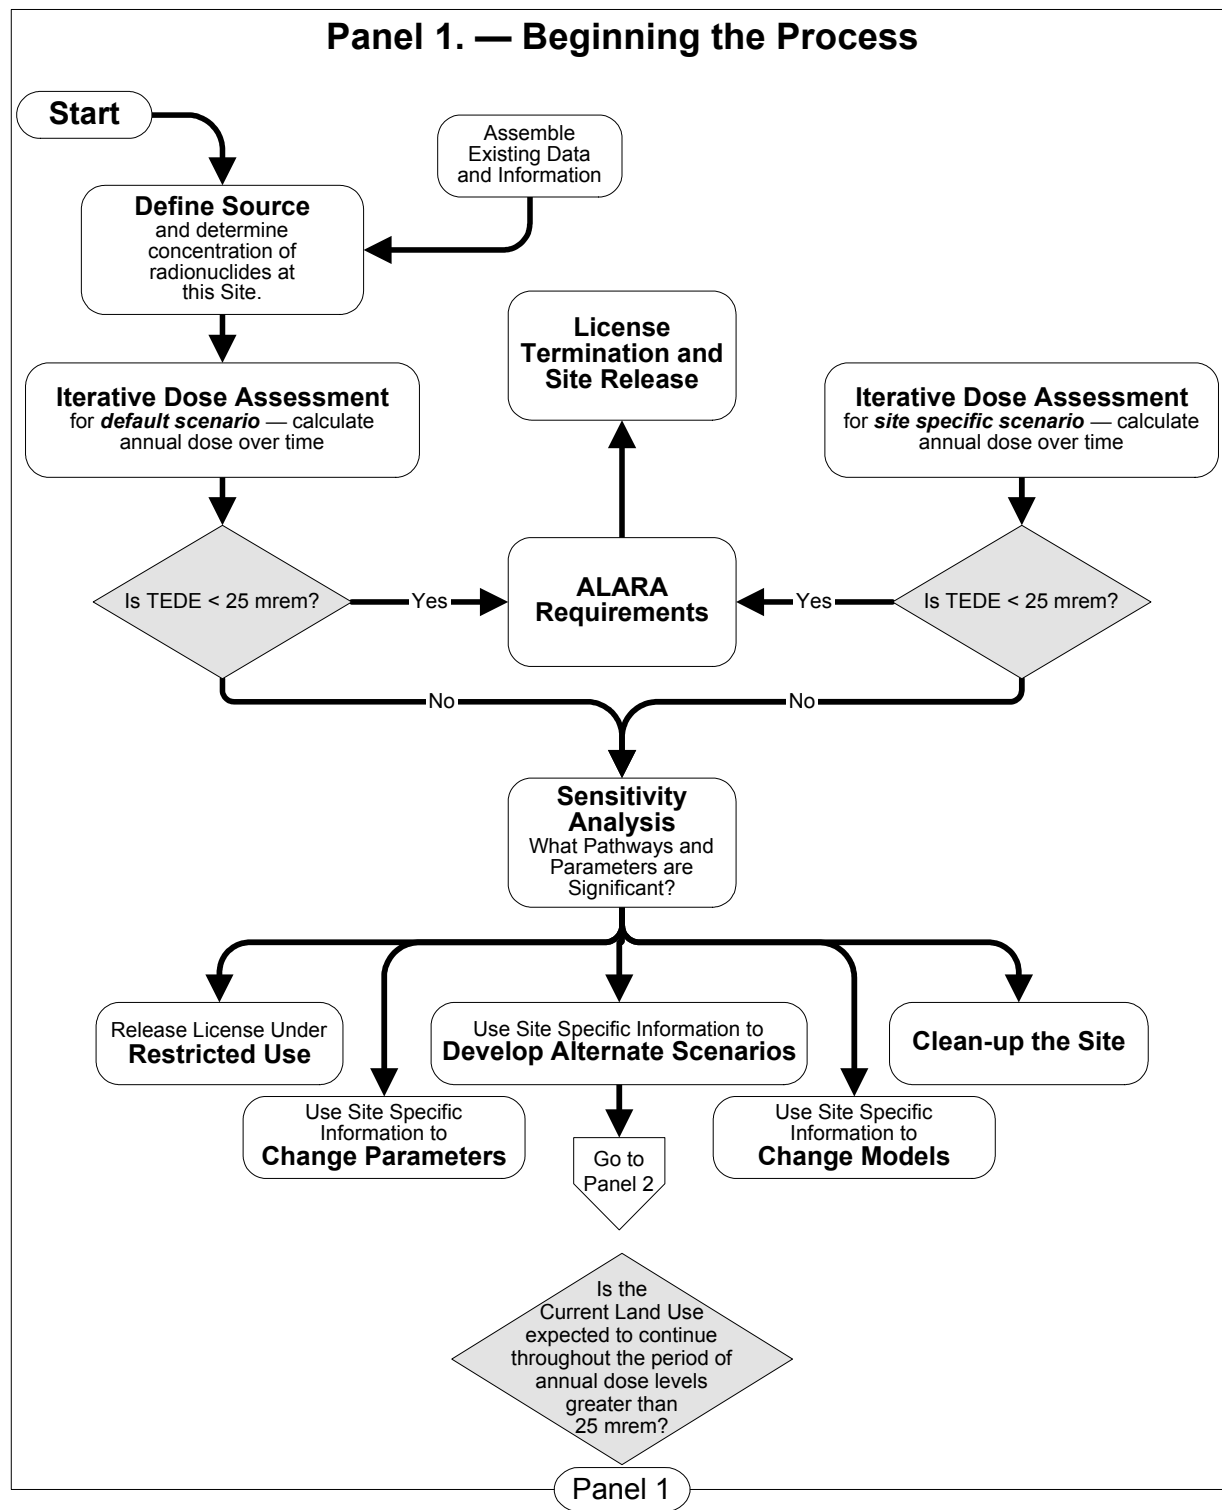 Panel 1. — Beginning the Process
Start
Assemble
Existing Data
and Information
Define Source
and determine
concentration of
radionuclides at
this Site.
License
Termination and
Site Release
Iterative Dose Assessment
for default scenario — calculate
annual dose over time
Iterative Dose Assessment
for site specific scenario — calculate
annual dose over time
Is TEDE < 25 mrem?
Yes
ALARA
Requirements
Yes
Is TEDE < 25 mrem?
No
No
Sensitivity
Analysis
What Pathways and
Parameters are
Significant?
Release License Under
Restricted Use
Use Site Specific Information to
Develop Alternate Scenarios
Clean-up the Site
Use Site Specific
Information to
Change Parameters
Use Site Specific
Information to
Change Models
Go to
Panel 2
Is the
Current Land Use
expected to continue
throughout the period of
annual dose levels
greater than
25 mrem?
Panel 1